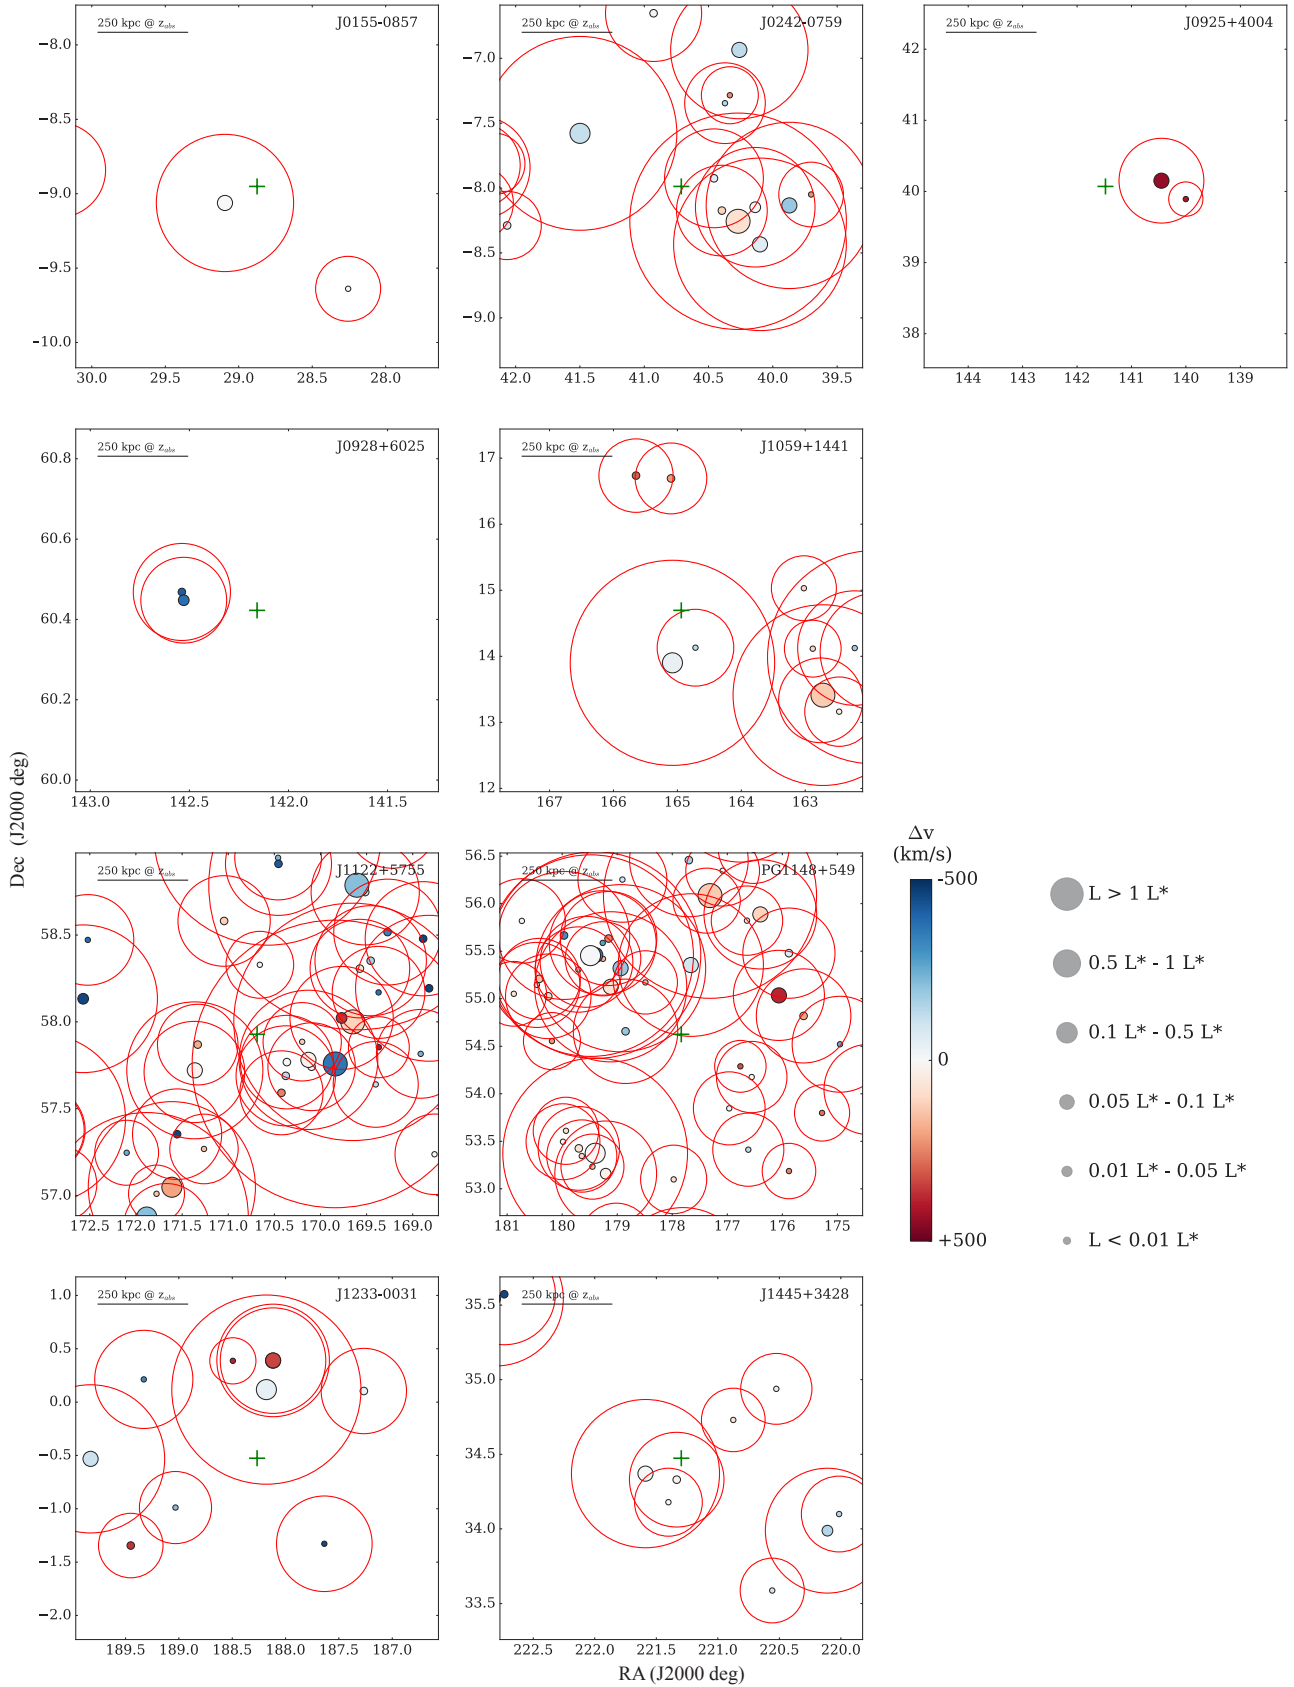 250 kpc @ z_abs J0155-0857
−8.0
−8.5
−9.0
−9.5
−10.0
30.0 29.5 29.0 28.5 28.0
250 kpc @ z_abs J0242-0759
−7.0
−7.5
−8.0
−8.5
−9.0
42.0 41.5 41.0 40.5 40.0 39.5
250 kpc @ z_abs J0925+4004
42
41
40
39
38
144 143 142 141 140 139
250 kpc @ z_abs J0928+6025
60.8
60.6
60.4
60.2
60.0
143.0 142.5 142.0 141.5
250 kpc @ z_abs J1059+1441
17
16
15
14
13
12
167 166 165 164 163
Dec (J2000 deg)
250 kpc @ z_abs J1122+5755
58.5
58.0
57.5
57.0
172.5 172.0 171.5 171.0 170.5 170.0 169.5 169.0
250 kpc @ z_abs PG1148+549
56.5
56.0
55.5
55.0
54.5
54.0
53.5
53.0
181 180 179 178 177 176 175
Δv
(km/s)
-500
0
+500
L > 1 L*
0.5 L* - 1 L*
0.1 L* - 0.5 L*
0.05 L* - 0.1 L*
0.01 L* - 0.05 L*
L < 0.01 L*
250 kpc @ z_abs J1233-0031
1.0
0.5
0.0
−0.5
−1.0
−1.5
−2.0
189.5 189.0 188.5 188.0 187.5 187.0
250 kpc @ z_abs J1445+3428
35.5
35.0
34.5
34.0
33.5
222.5 222.0 221.5 221.0 220.5 220.0
RA (J2000 deg)